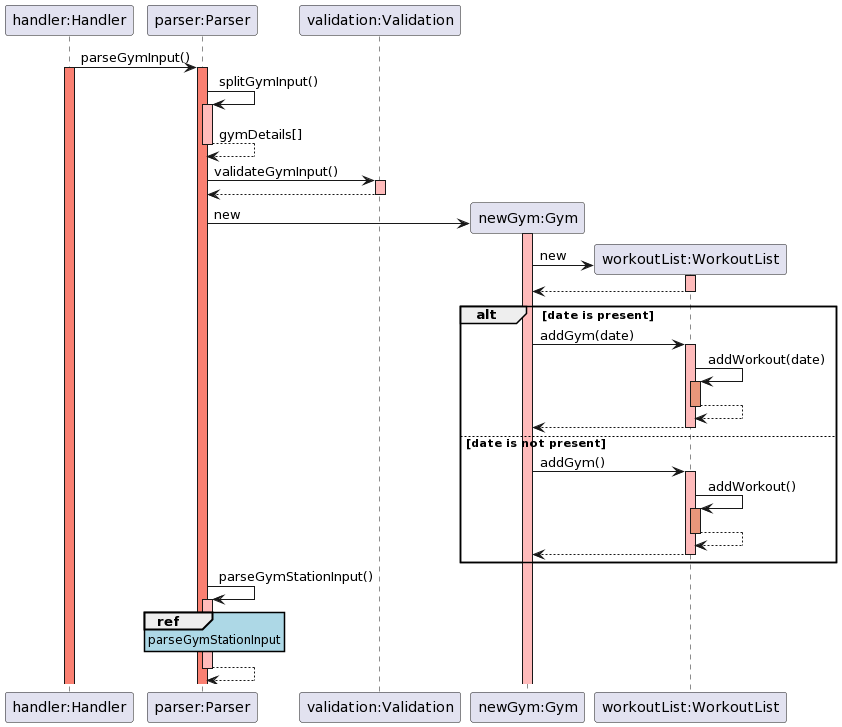 handler:Handler parser:Parser validation:Validation
parseGymInput()
splitGymInput()
gymDetails[]
validateGymInput()
new
newGym:Gym
new
workoutList:WorkoutList
alt [date is present]
addGym(date)
addWorkout(date)
[date is not present]
addGym()
addWorkout()
parseGymStationInput()
ref
parseGymStationInput
handler:Handler parser:Parser validation:Validation newGym:Gym workoutList:WorkoutList